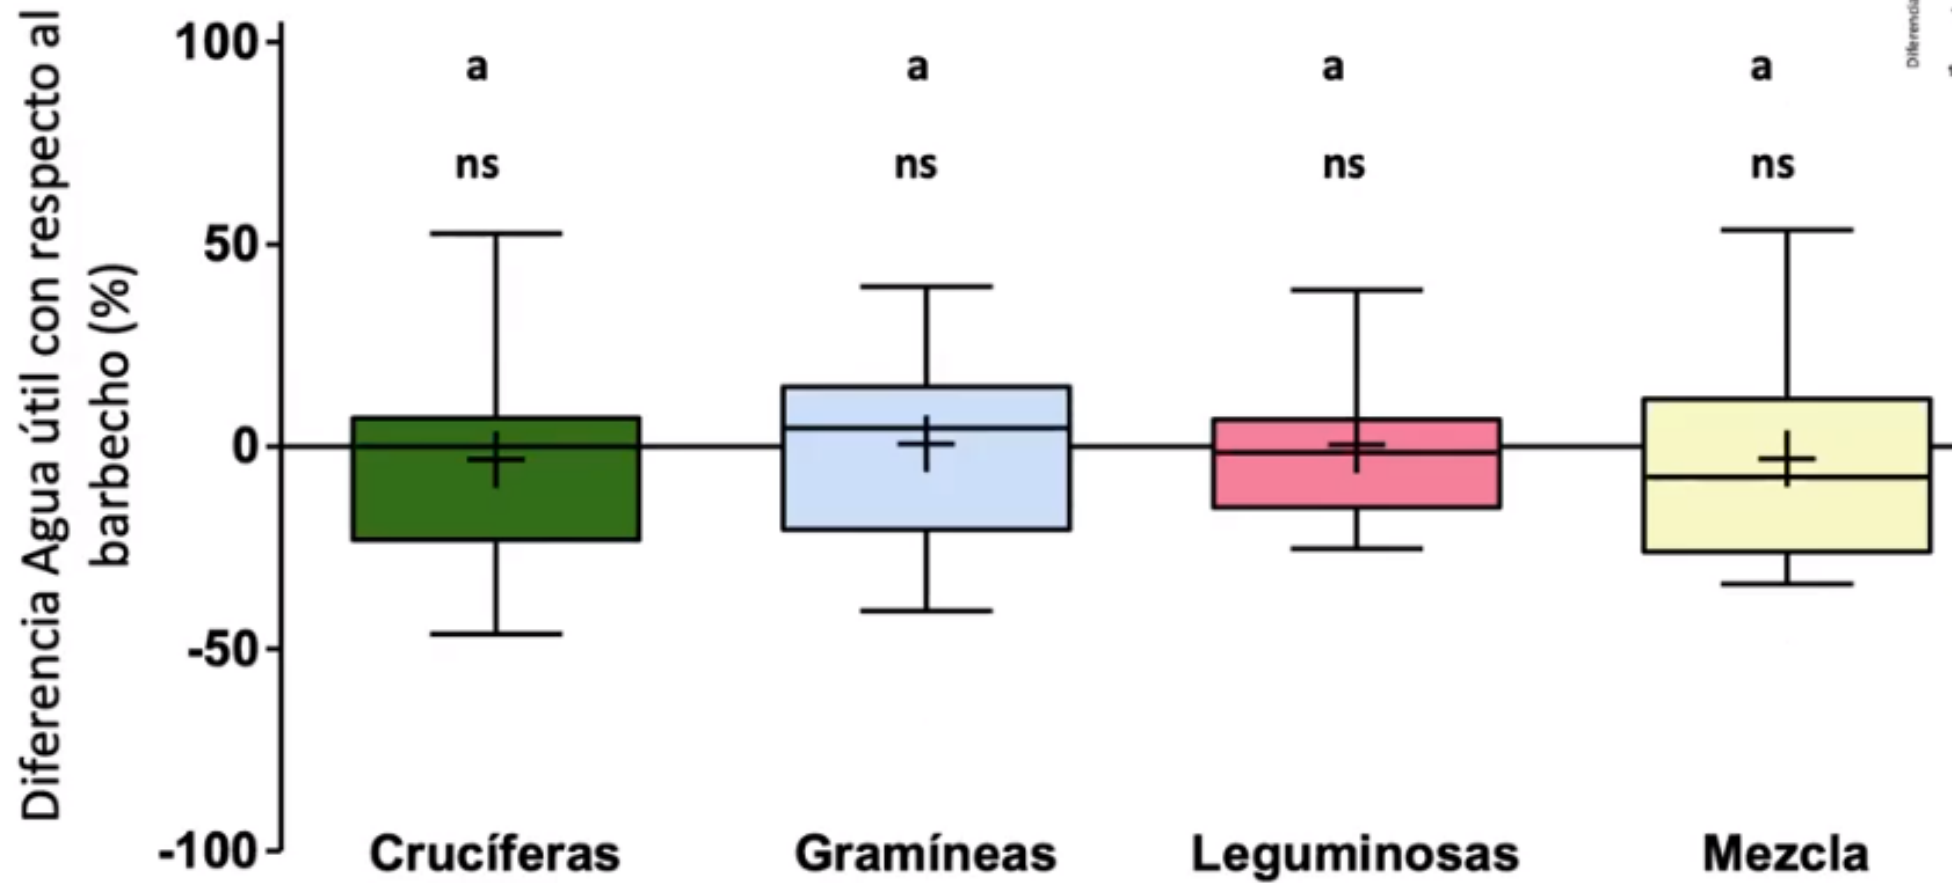 Diferencia Agua útil con respecto al
barbecho (%)
100
50
0
-50
-100
a a a a
ns ns ns ns
Crucíferas Gramíneas Leguminosas Mezcla
Diferencia